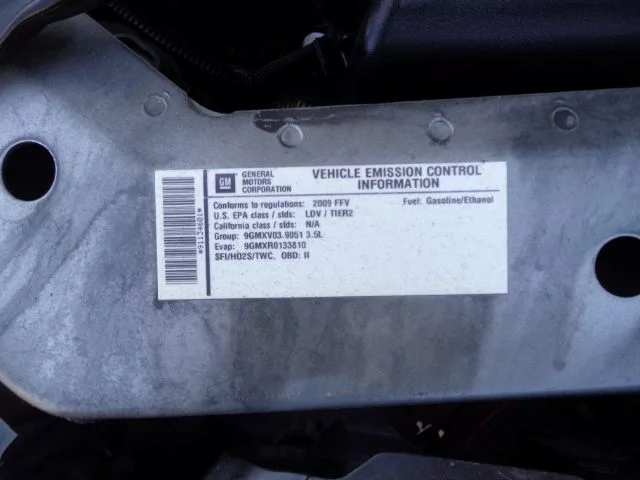 GM
GENERAL
MOTORS
CORPORATION
VEHICLE EMISSION CONTROL
INFORMATION
Conforms to regulations: 2009 FFV Fuel: Gasoline/Ethanol
U.S. EPA class / stds: LDV / TIER2
California class / stds: N/A
Group: 9GMXV03.9051 3.5L
Evap: 9GMXR0133810
SFI/HO2S/TWC, OBD: II
*91134681*